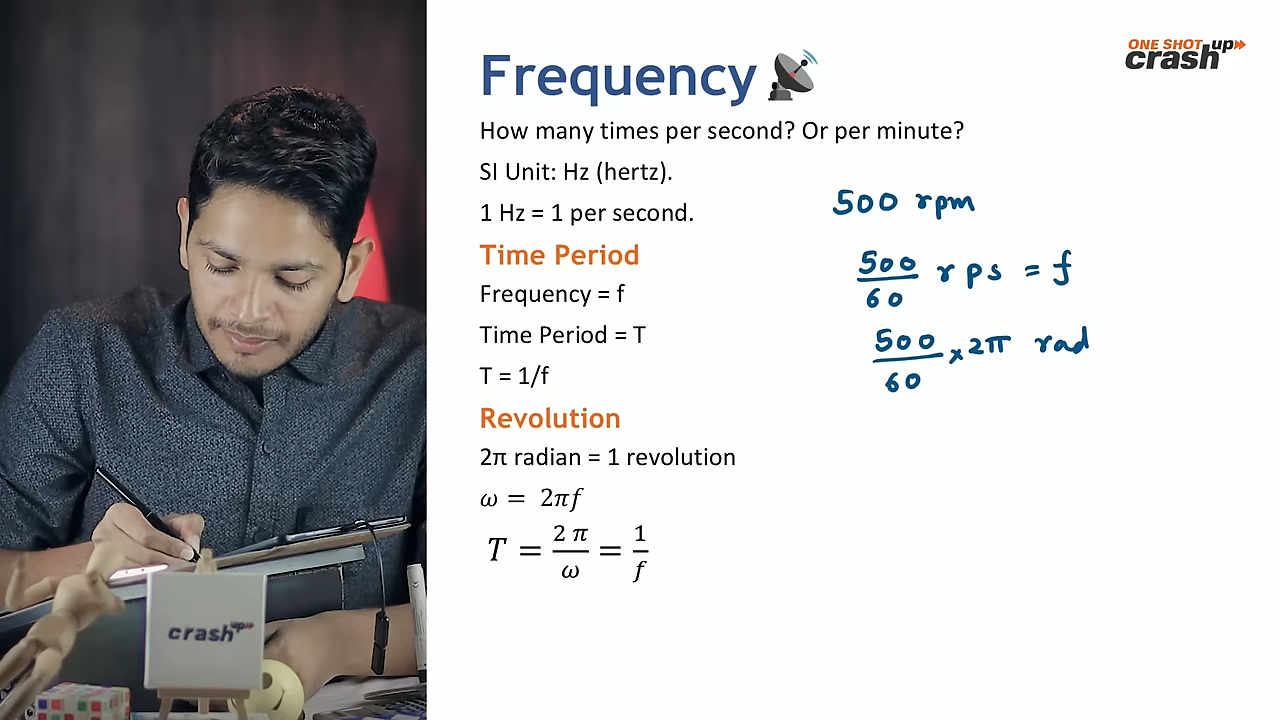 Frequency
How many times per second? Or per minute?
SI Unit: Hz (hertz).
1 Hz = 1 per second.
Time Period
Frequency = f
Time Period = T
T = 1/f
Revolution
2π radian = 1 revolution
ω = 2πf
T = 2π/ω = 1/f
ONE SHOT up
crash
500 rpm
500/60 rps = f
500/60 × 2π rad
crash up